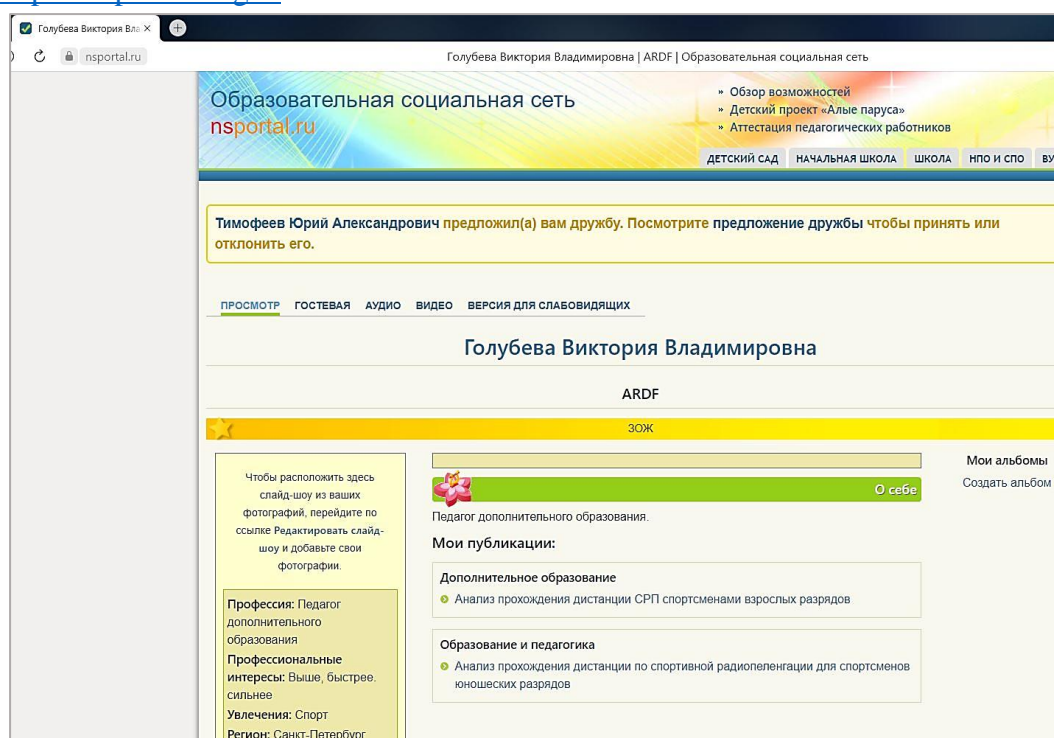 Голубева Виктория Вла
nsportal.ru
Голубева Виктория Владимировна | ARDF | Образовательная социальная сеть
Образовательная социальная сеть
nsportal.ru
» Обзор возможностей
» Детский проект «Алые паруса»
» Аттестация педагогических работников
ДЕТСКИЙ САД НАЧАЛЬНАЯ ШКОЛА ШКОЛА НПО И СПО ВУ
Тимофеев Юрий Александрович предложил(а) вам дружбу. Посмотрите предложение дружбы чтобы принять или
отклонить его.
ПРОСМОТР ГОСТЕВАЯ АУДИО ВИДЕО ВЕРСИЯ ДЛЯ СЛАБОВИДЯЩИХ
Голубева Виктория Владимировна
ARDF
ЗОЖ
Чтобы расположить здесь
слайд-шоу из ваших
фотографий, перейдите по
ссылке Редактировать слайд-
шоу и добавьте свои
фотографии.
Профессия: Педагог
дополнительного
образования
Профессиональные
интересы: Выше, быстрее.
сильнее
Увлечения: Спорт
Регион: Санкт-Петербург
О себе
Педагог дополнительного образования.
Мои публикации:
Дополнительное образование
Анализ прохождения дистанции СРП спортсменами взрослых разрядов
Образование и педагогика
Анализ прохождения дистанции по спортивной радиопеленгации для спортсменов
юношеских разрядов
Мои альбомы
Создать альбом